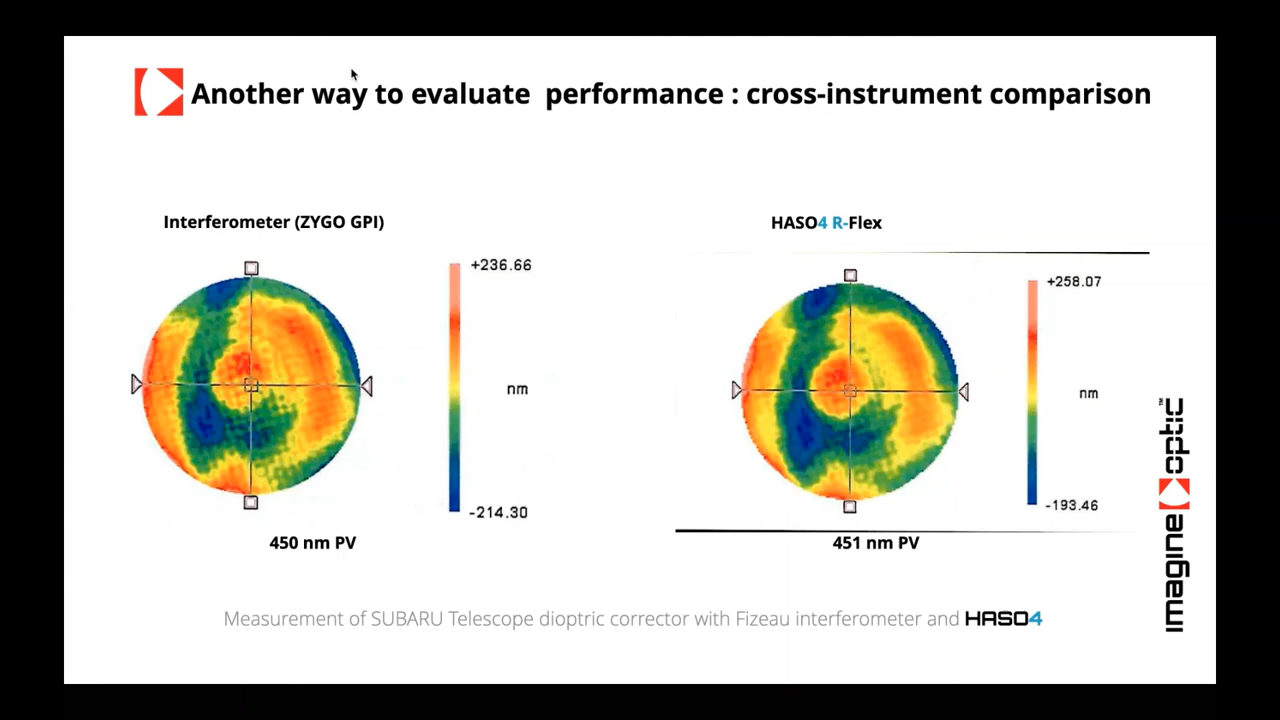 Another way to evaluate  performance : cross-instrument comparison
Interferometer (ZYGO GPI)
HASO4 R-Flex
+236.66
nm
-214.30
+258.07
nm
-193.46
450 nm PV
451 nm PV
Measurement of SUBARU Telescope dioptric corrector with Fizeau interferometer and HASO4
imagine optic™